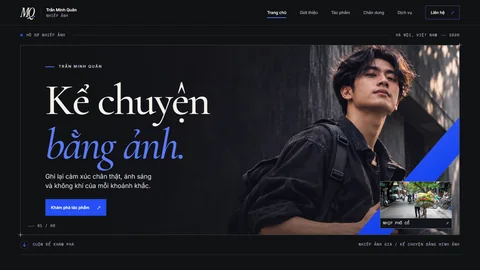 MQ
Trần Minh Quân
NHIẾP ẢNH
Trang chủ
Giới thiệu
Tác phẩm
Chân dung
Dịch vụ
Liên hệ ↗
HỒ SƠ NHIẾP ẢNH
HÀ NỘI, VIỆT NAM — 2026
TRẦN MINH QUÂN
Kể chuyện
bằng ảnh.
Ghi lại cảm xúc chân thật, ánh sáng
và không khí của mỗi khoảnh khắc.
Khám phá tác phẩm ↗
NHỊP PHỐ CỔ
CUỘN ĐỂ KHÁM PHÁ
NHIẾP ẢNH GIA / KỂ CHUYỆN BẰNG HÌNH ẢNH